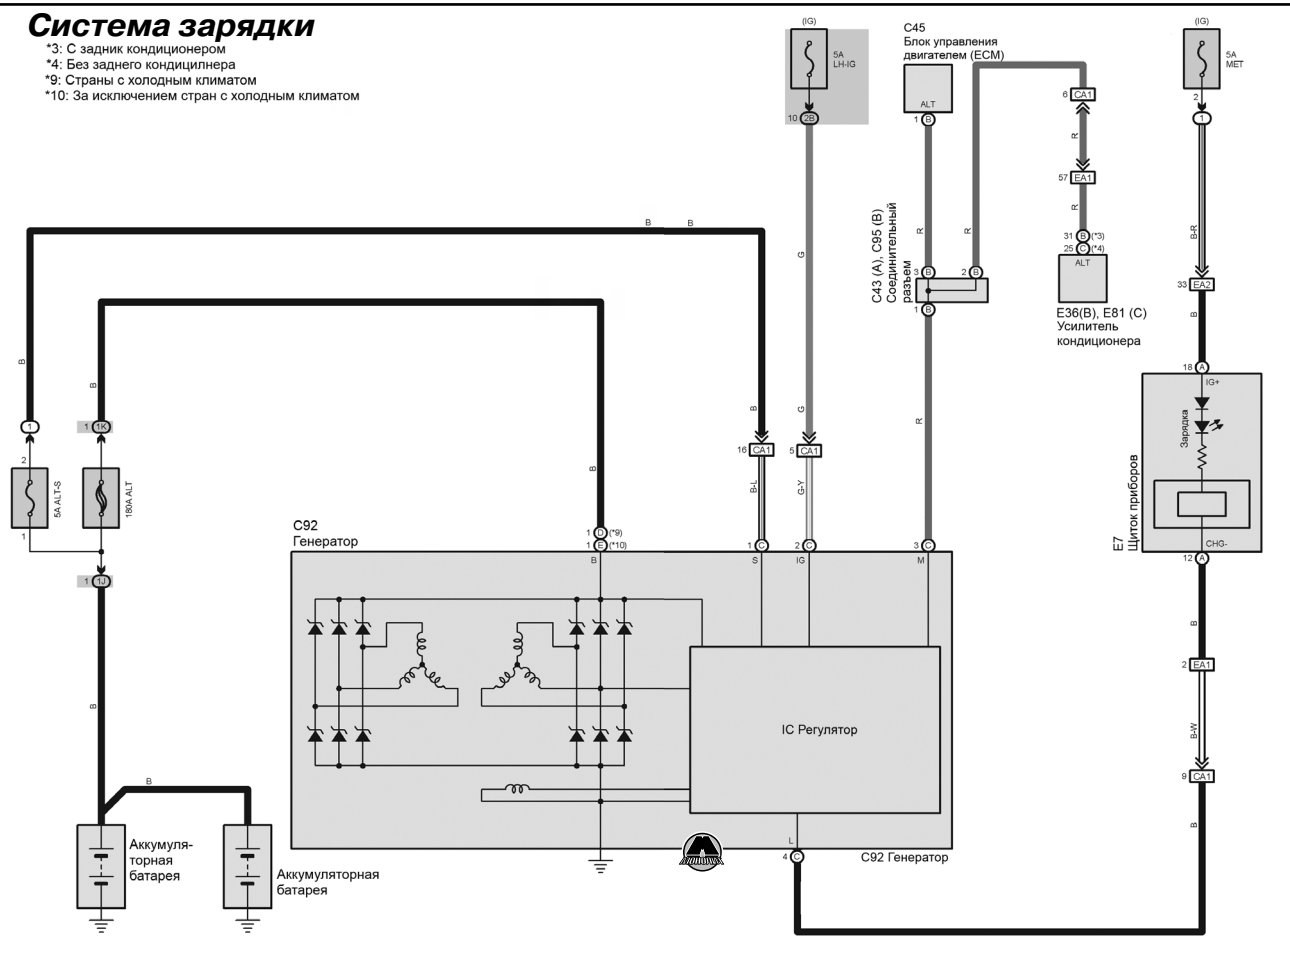 Система зарядки
*3: С задник кондиционером
*4: Без заднего кондицилнера
*9: Страны с холодным климатом
*10: За исключением стран с холодным климатом
(IG)
5A
LH-IG
10 2B
C45
Блок управления
двигателем (ECM)
ALT
1 B
6 CA1
R
57 EA1
R
31 B (*3)
25 C (*4)
ALT
E36(B), E81 (C)
Усилитель
кондиционера
(IG)
5A
MET
2
1
B-R
33 EA2
B
18 A
IG+
Зарядка
CHG-
E7
Щиток приборов
12 A
B
2 EA1
B-W
9 CA1
B
B B
G
R
R
C43 (A), C95 (B)
Соединительный
разъем
3 B
2 B
1 B
B
B
B
G
R
1
1 1K
2
5A ALT-S
180A ALT
1
1 1J
B
16 CA1
5 CA1
B-L
G-Y
B
C92
Генератор
1 D (*9)
1 E (*10)
1 C
2 C
3 C
B
S
IG
M
IC Регулятор
L
4 C
C92 Генератор
B
Аккумуля-
торная
батарея
Аккумуляторная
батарея